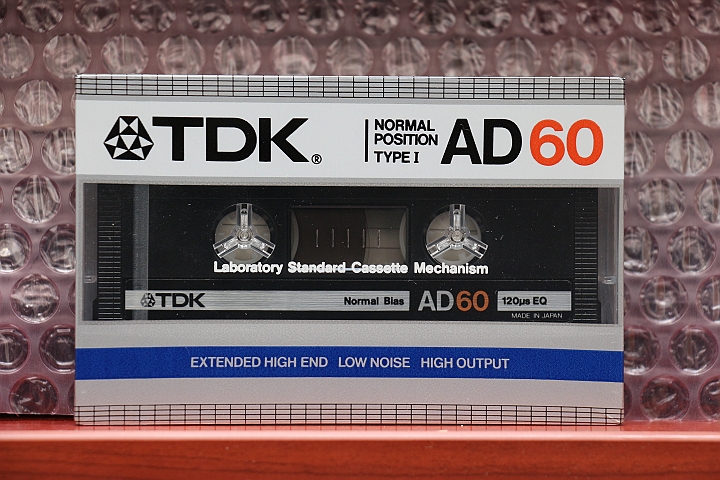 TDK®
NORMAL
POSITION
TYPE I
AD 60
Laboratory Standard Cassette Mechanism
TDK
Normal Bias
AD60
120µs EQ
MADE IN JAPAN
EXTENDED HIGH END LOW NOISE HIGH OUTPUT